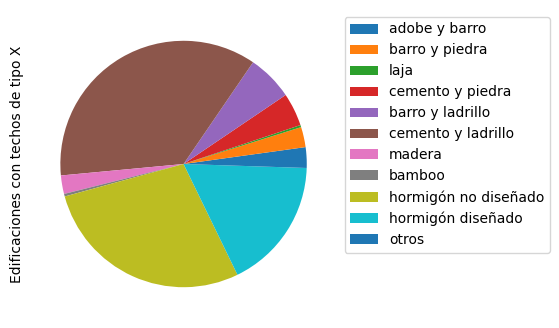 Edificaciones con techos de tipo X
adobe y barro
barro y piedra
laja
cemento y piedra
barro y ladrillo
cemento y ladrillo
madera
bamboo
hormigón no diseñado
hormigón diseñado
otros